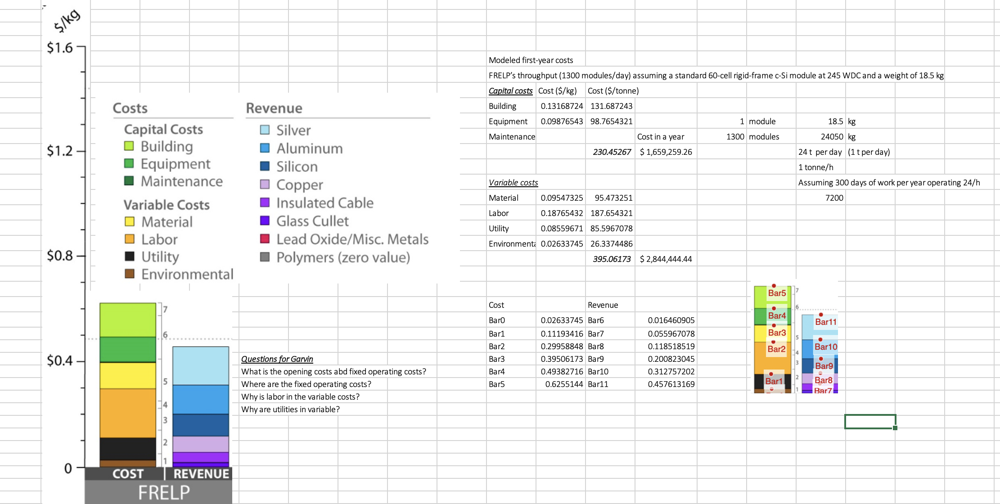 $/kg
$1.6
$1.2
$0.8
$0.4
0
Costs
Capital Costs
Building
Equipment
Maintenance
Variable Costs
Material
Labor
Utility
Environmental
Revenue
Silver
Aluminum
Silicon
Copper
Insulated Cable
Glass Cullet
Lead Oxide/Misc. Metals
Polymers (zero value)
7
6
5
4
3
2
1
COST
REVENUE
FRELP
Questions for Garvin
What is the opening costs abd fixed operating costs?
Where are the fixed operating costs?
Why is labor in the variable costs?
Why are utilities in variable?
Modeled first-year costs
FRELP’s throughput (1300 modules/day) assuming a standard 60-cell rigid-frame c-Si module at 245 WDC and a weight of 18.5 kg
Capital costs Cost ($/kg) Cost ($/tonne)
Building 0.13168724 131.687243
Equipment 0.09876543 98.7654321 1 module 18.5 kg
Maintenance Cost in a year 1300 modules 24050 kg
230.45267 $ 1,659,259.26 24 t per day (1 t per day)
1 tonne/h
Variable costs Assuming 300 days of work per year operating 24/h
Material 0.09547325 95.473251 7200
Labor 0.18765432 187.654321
Utility 0.08559671 85.5967078
Environmenta 0.02633745 26.3374486
395.06173 $ 2,844,444.44
Cost Revenue
Bar0 0.02633745 Bar6 0.016460905
Bar1 0.11193416 Bar7 0.055967078
Bar2 0.29958848 Bar8 0.118518519
Bar3 0.39506173 Bar9 0.200823045
Bar4 0.49382716 Bar10 0.312757202
Bar5 0.6255144 Bar11 0.457613169
Bar5
Bar4
Bar3
Bar2
Bar1
7
6
5
4
3
2
1
Bar11
Bar10
Bar9
Bar8
Bar7